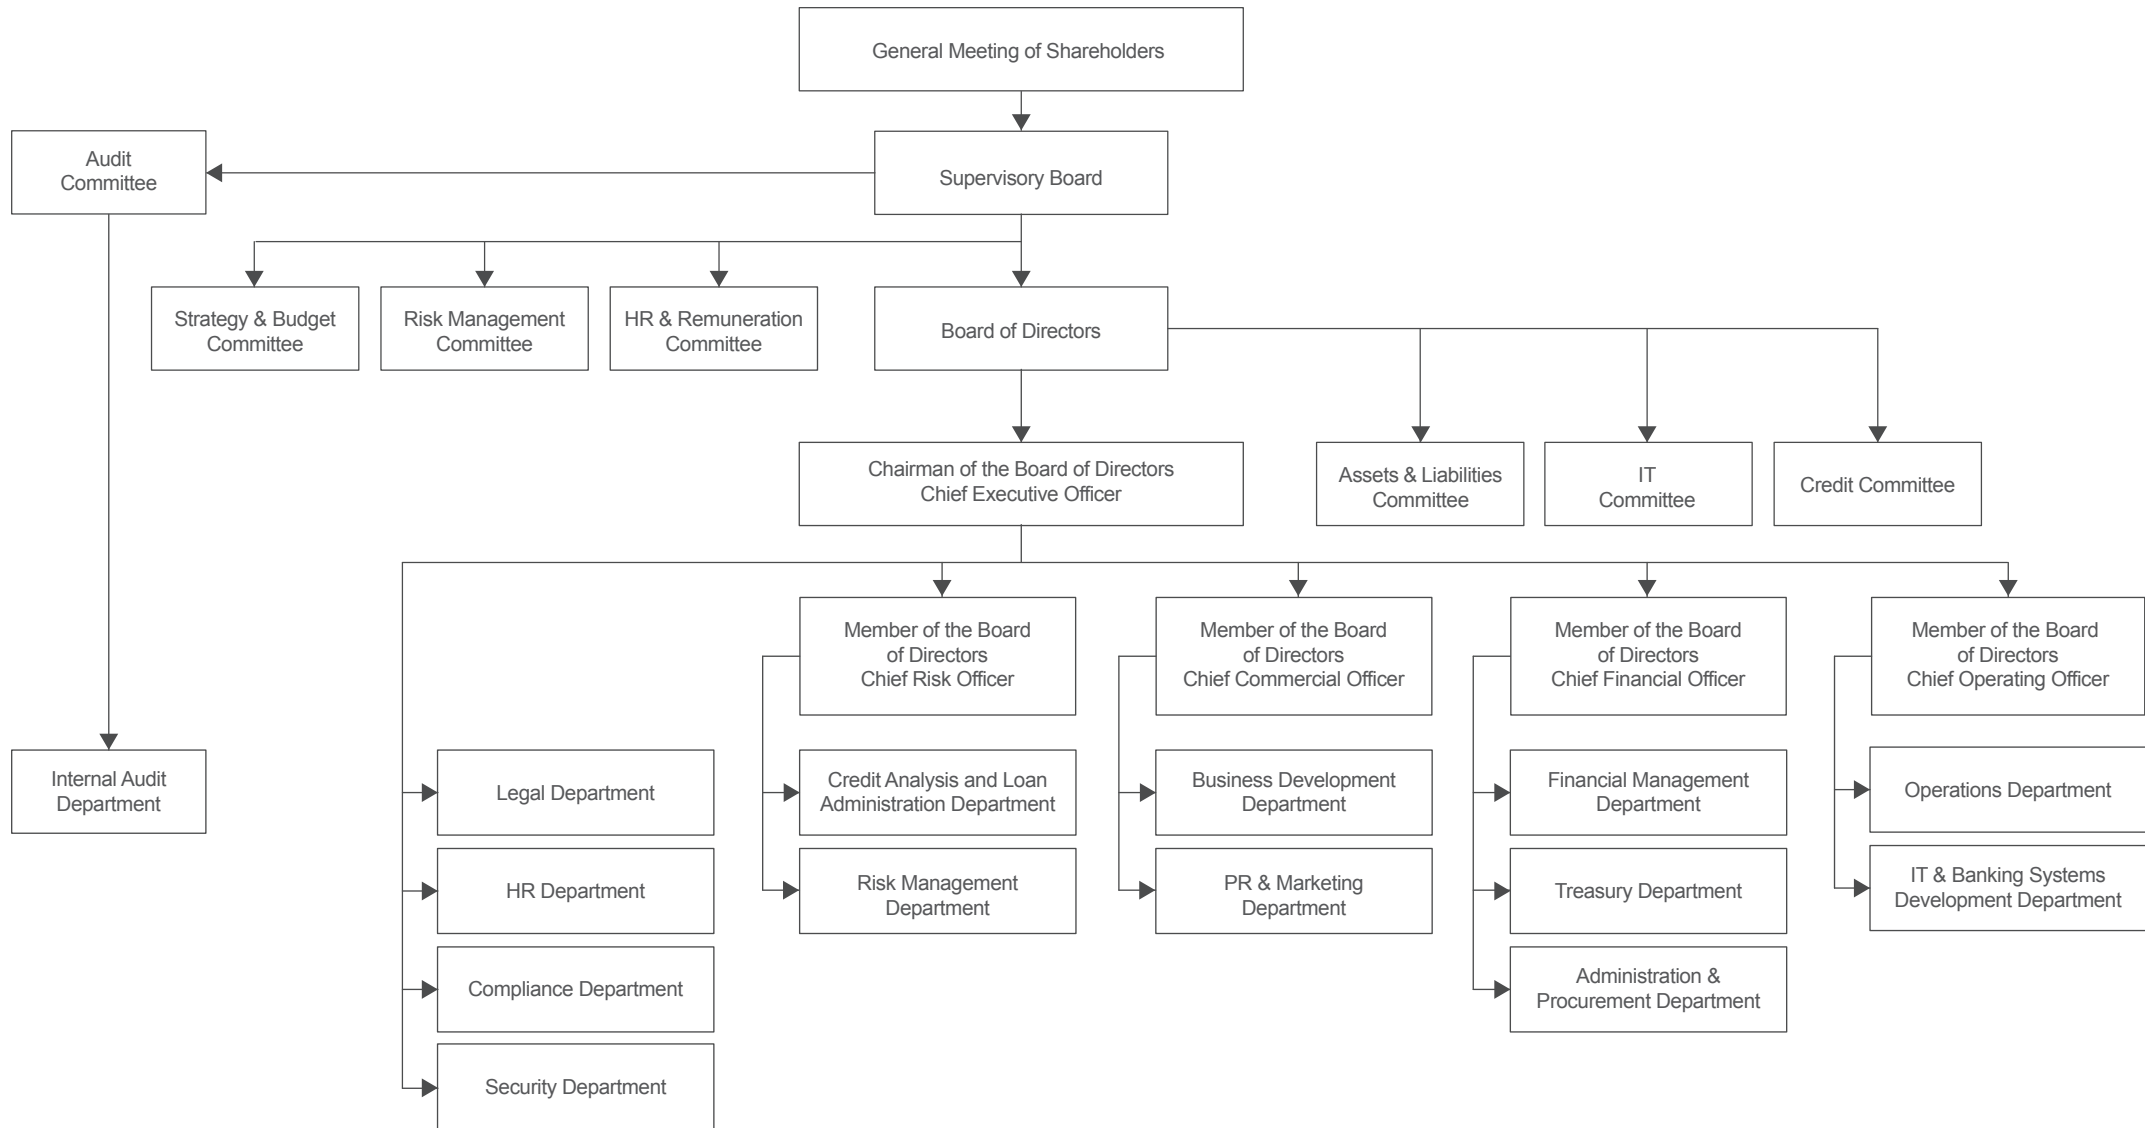 General Meeting of Shareholders
Audit
Committee
Supervisory Board
Strategy & Budget
Committee
Risk Management
Committee
HR & Remuneration
Committee
Board of Directors
Chairman of the Board of Directors
Chief Executive Officer
Assets & Liabilities
Committee
IT
Committee
Credit Committee
Member of the Board
of Directors
Chief Risk Officer
Member of the Board
of Directors
Chief Commercial Officer
Member of the Board
of Directors
Chief Financial Officer
Member of the Board
of Directors
Chief Operating Officer
Internal Audit
Department
Legal Department
Credit Analysis and Loan
Administration Department
Business Development
Department
Financial Management
Department
Operations Department
HR Department
Risk Management
Department
PR & Marketing
Department
Treasury Department
IT & Banking Systems
Development Department
Compliance Department
Administration &
Procurement Department
Security Department